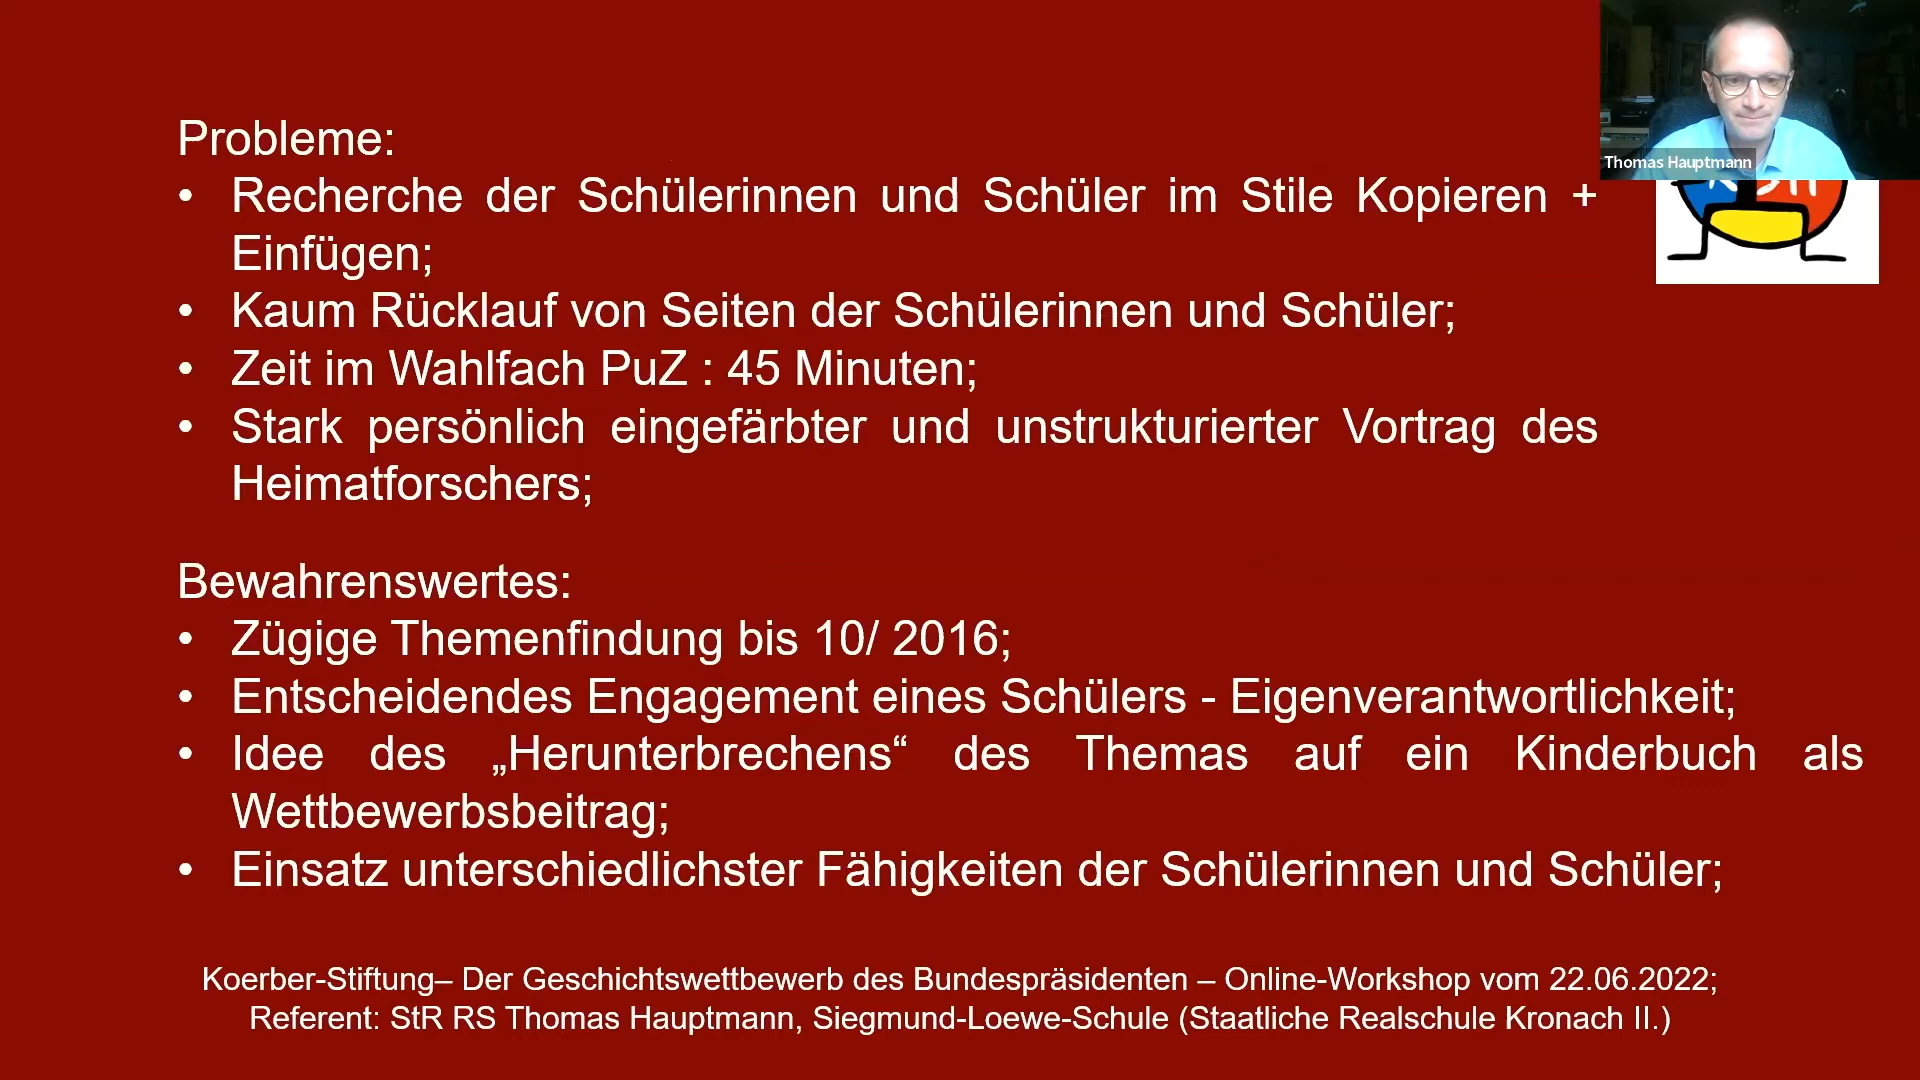 Thomas Hauptmann
Probleme:
• Recherche der Schülerinnen und Schüler im Stile Kopieren +
Einfügen;
• Kaum Rücklauf von Seiten der Schülerinnen und Schüler;
• Zeit im Wahlfach PuZ : 45 Minuten;
• Stark persönlich eingefärbter und unstrukturierter Vortrag des
Heimatforschers;
Bewahrenswertes:
• Zügige Themenfindung bis 10/ 2016;
• Entscheidendes Engagement eines Schülers - Eigenverantwortlichkeit;
• Idee des „Herunterbrechens“ des Themas auf ein Kinderbuch als
Wettbewerbsbeitrag;
• Einsatz unterschiedlichster Fähigkeiten der Schülerinnen und Schüler;
Koerber-Stiftung– Der Geschichtswettbewerb des Bundespräsidenten – Online-Workshop vom 22.06.2022;
Referent: StR RS Thomas Hauptmann, Siegmund-Loewe-Schule (Staatliche Realschule Kronach II.)